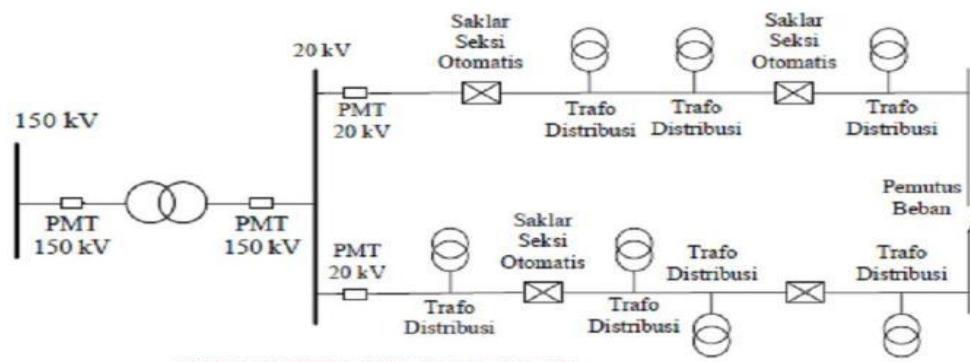 150 kV
PMT
150 kV
PMT
150 kV
20 kV
PMT
20 kV
Saklar
Seksi
Otomatis
Trafo
Distribusi
Trafo
Distribusi
Saklar
Seksi
Otomatis
Trafo
Distribusi
Pemutus
Beban
PMT
20 kV
Trafo
Distribusi
Saklar
Seksi
Otomatis
Trafo
Distribusi
Trafo
Distribusi
Trafo
Distribusi